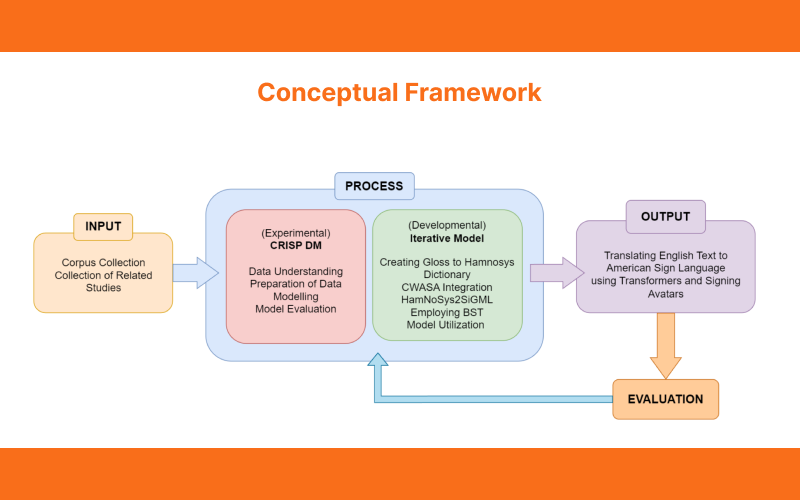 Conceptual Framework
INPUT
Corpus Collection
Collection of Related
Studies
PROCESS
(Experimental)
CRISP DM
Data Understanding
Preparation of Data
Modelling
Model Evaluation
(Developmental)
Iterative Model
Creating Gloss to Hamnosys
Dictionary
CWASA Integration
HamNoSys2SiGML
Employing BST
Model Utilization
OUTPUT
Translating English Text to
American Sign Language
using Transformers and Signing
Avatars
EVALUATION